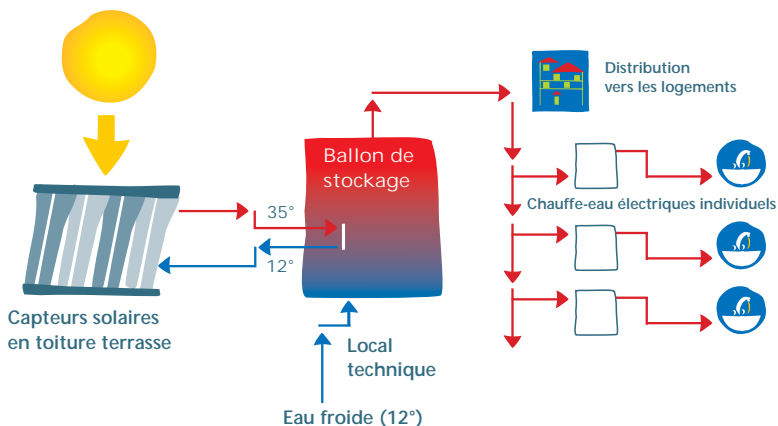 Distribution
vers les logements
Ballon de
stockage
Chauffe-eau électriques individuels
35°
12°
Capteurs solaires
en toiture terrasse
Local
technique
Eau froide (12°)